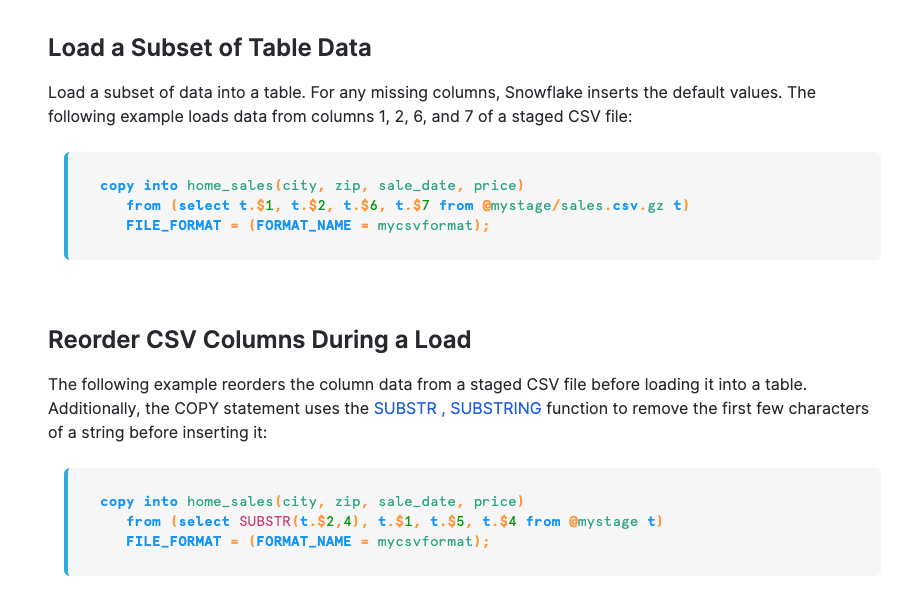 Load a Subset of Table Data
Load a subset of data into a table. For any missing columns, Snowflake inserts the default values. The
following example loads data from columns 1, 2, 6, and 7 of a staged CSV file:
copy into home_sales(city, zip, sale_date, price)
   from (select t.$1, t.$2, t.$6, t.$7 from @mystage/sales.csv.gz t)
   FILE_FORMAT = (FORMAT_NAME = mycsvformat);
Reorder CSV Columns During a Load
The following example reorders the column data from a staged CSV file before loading it into a table.
Additionally, the COPY statement uses the SUBSTR , SUBSTRING function to remove the first few characters
of a string before inserting it:
copy into home_sales(city, zip, sale_date, price)
   from (select SUBSTR(t.$2,4), t.$1, t.$5, t.$4 from @mystage t)
   FILE_FORMAT = (FORMAT_NAME = mycsvformat);